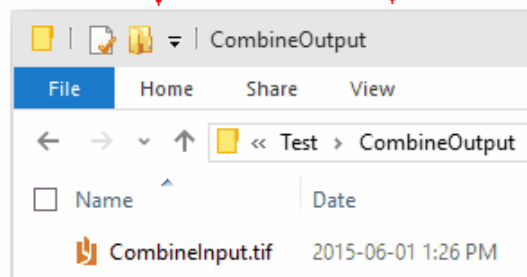 CombineOutput
File Home Share View
« Test > CombineOutput
Name Date
CombineInput.tif 2015-06-01 1:26 PM